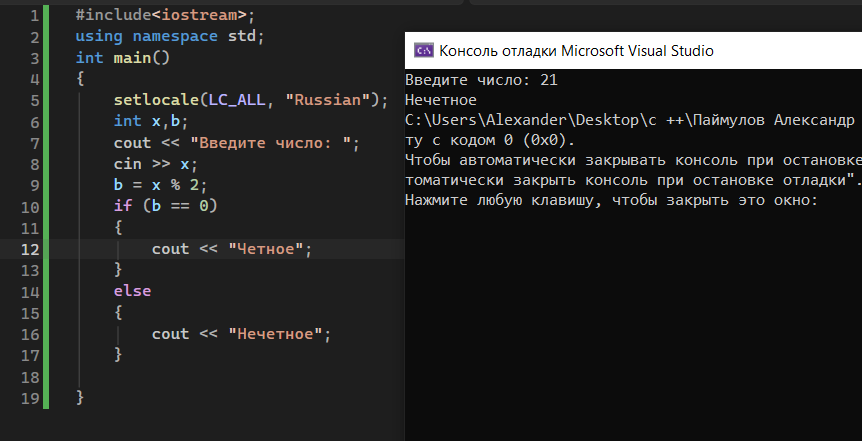 1 #include<iostream>;
2 using namespace std;
3 int main()
4 {
5 setlocale(LC_ALL, "Russian");
6 int x,b;
7 cout << "Введите число: ";
8 cin >> x;
9 b = x % 2;
10 if (b == 0)
11 {
12 cout << "Четное";
13 }
14 else
15 {
16 cout << "Нечетное";
17 }
18
19 }
Консоль отладки Microsoft Visual Studio
Введите число: 21
Нечетное
C:\Users\Alexander\Desktop\c ++\Паймулов Александр
ту с кодом 0 (0x0).
Чтобы автоматически закрывать консоль при остановке
томатически закрыть консоль при остановке отладки".
Нажмите любую клавишу, чтобы закрыть это окно: